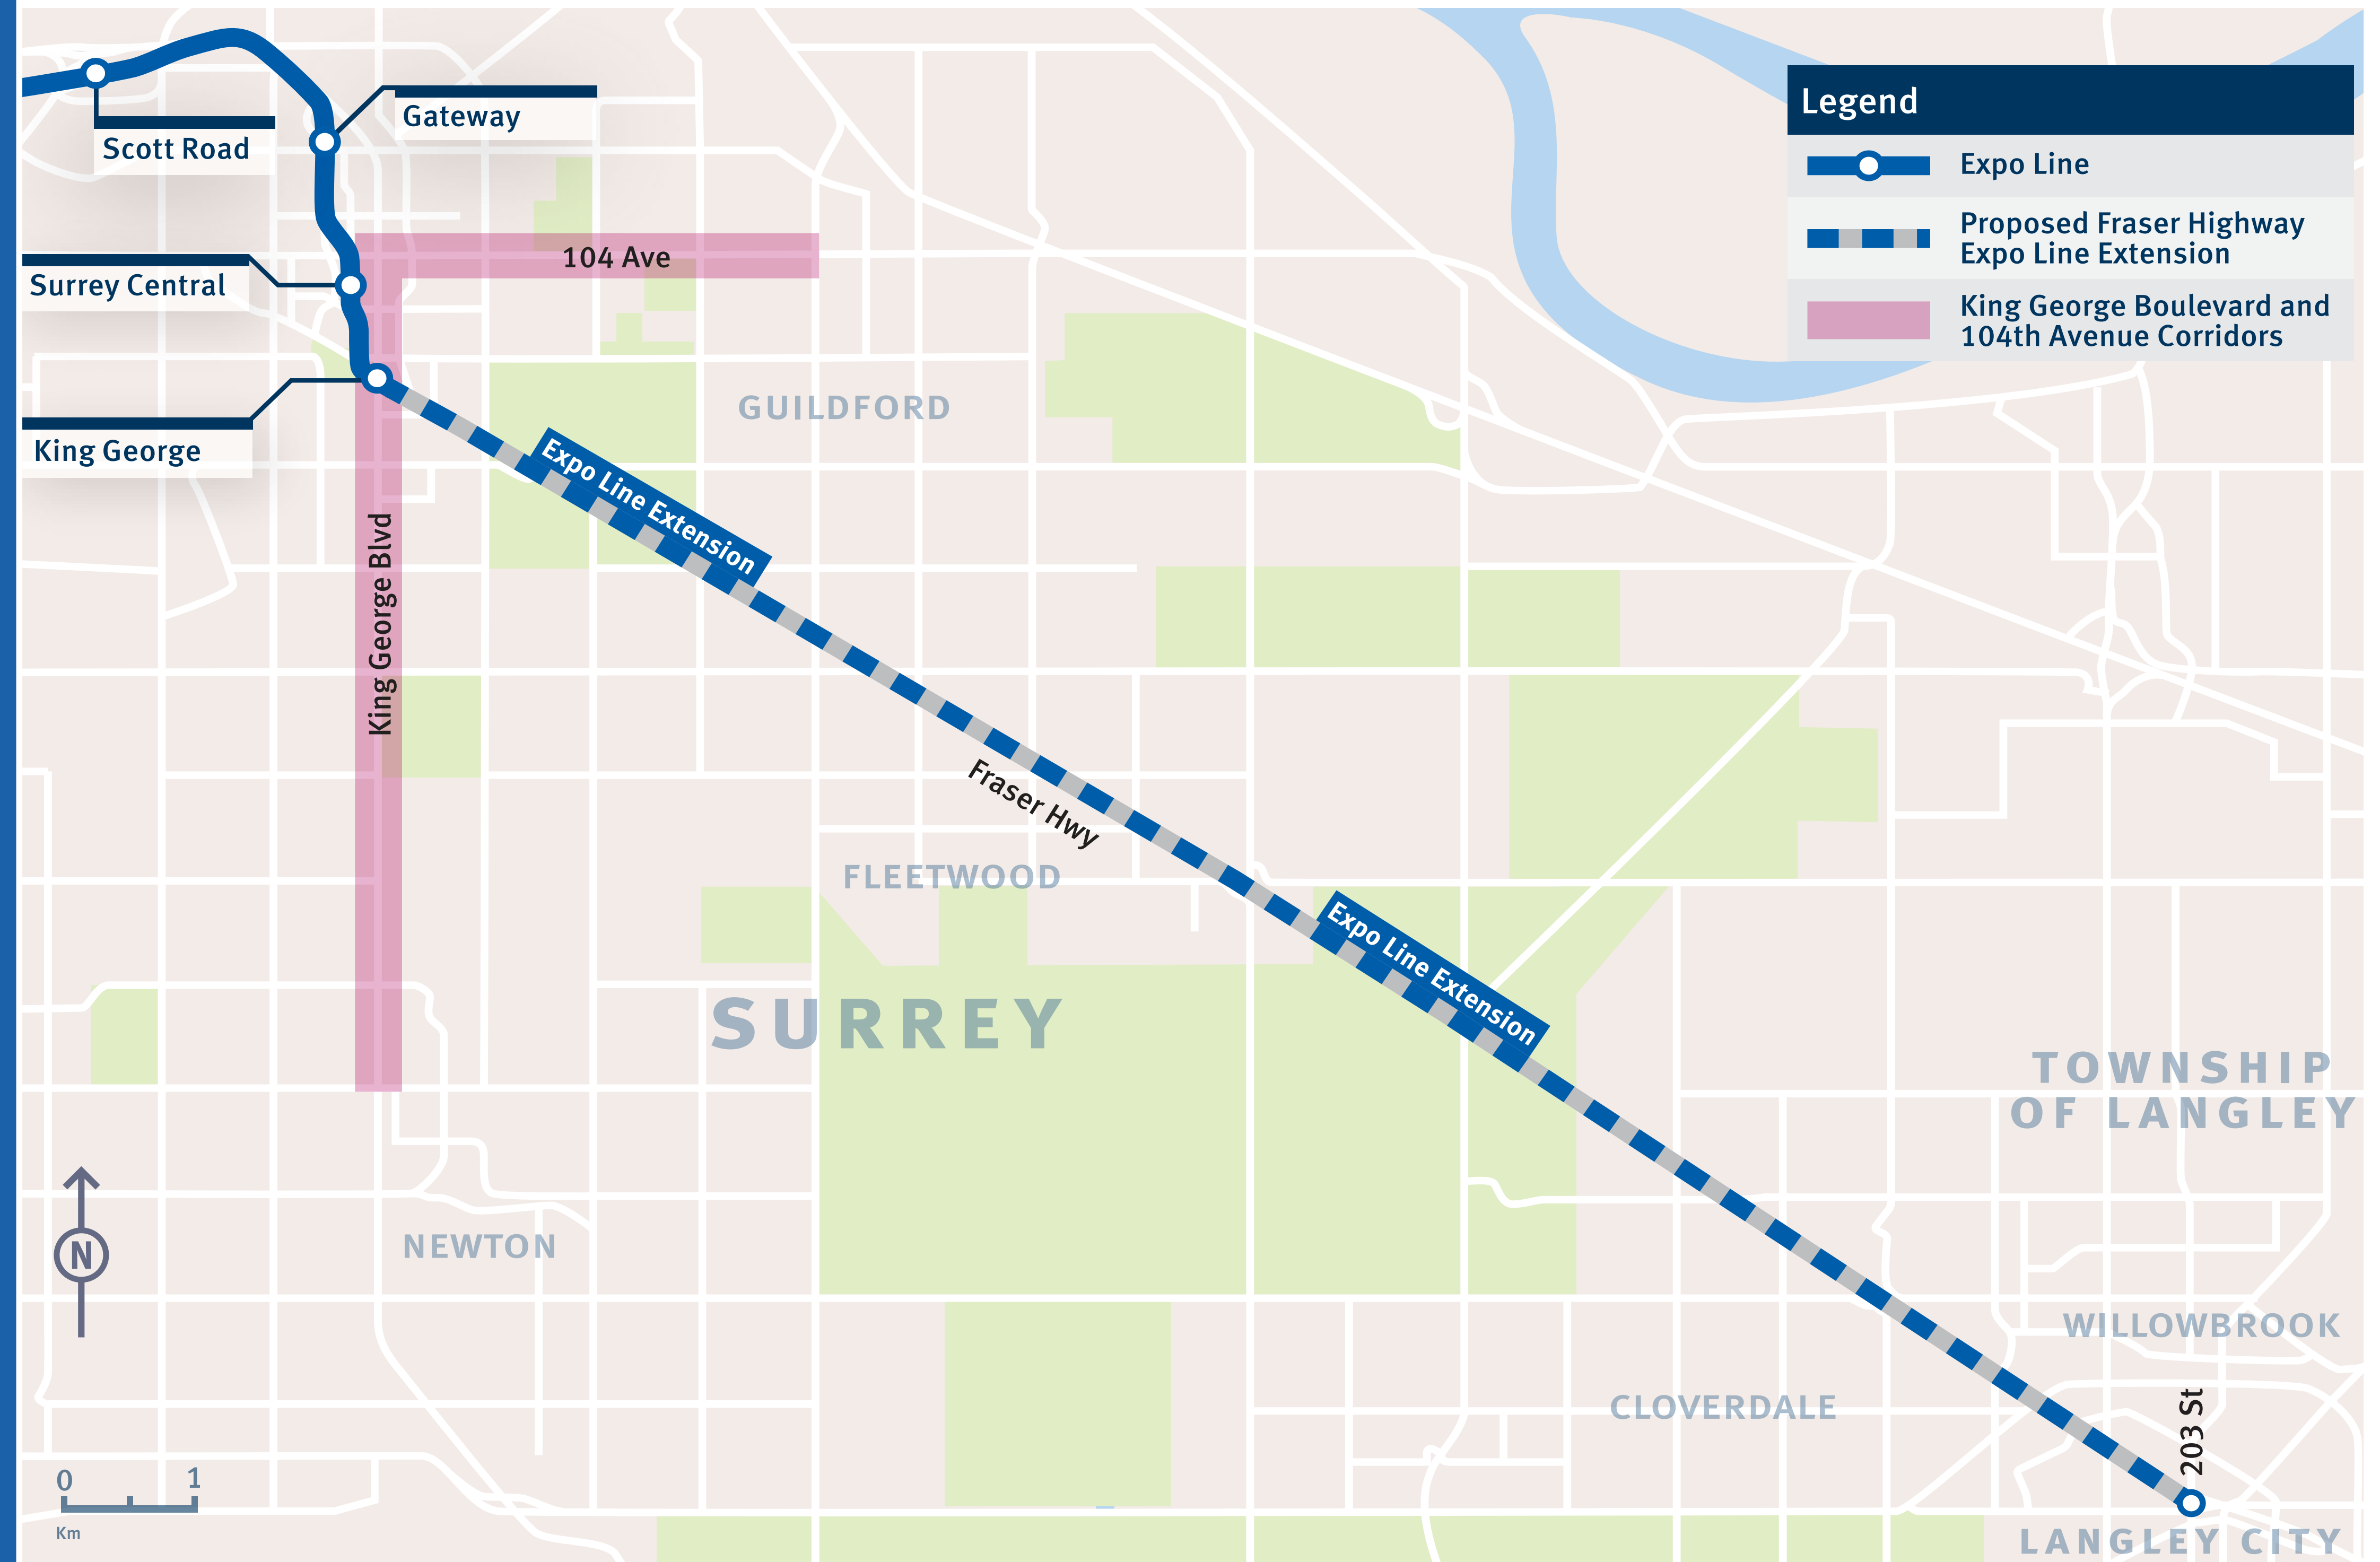 Scott Road
Gateway
Surrey Central
King George
104 Ave
King George Blvd
Legend
Expo Line
Proposed Fraser Highway
Expo Line Extension
King George Boulevard and
104th Avenue Corridors
GUILDFORD
Expo Line Extension
Fraser Hwy
FLEETWOOD
Expo Line Extension
SURREY
TOWNSHIP
OF LANGLEY
N
NEWTON
WILLOWBROOK
CLOVERDALE
203 St
0 1
Km
LANGLEY CITY